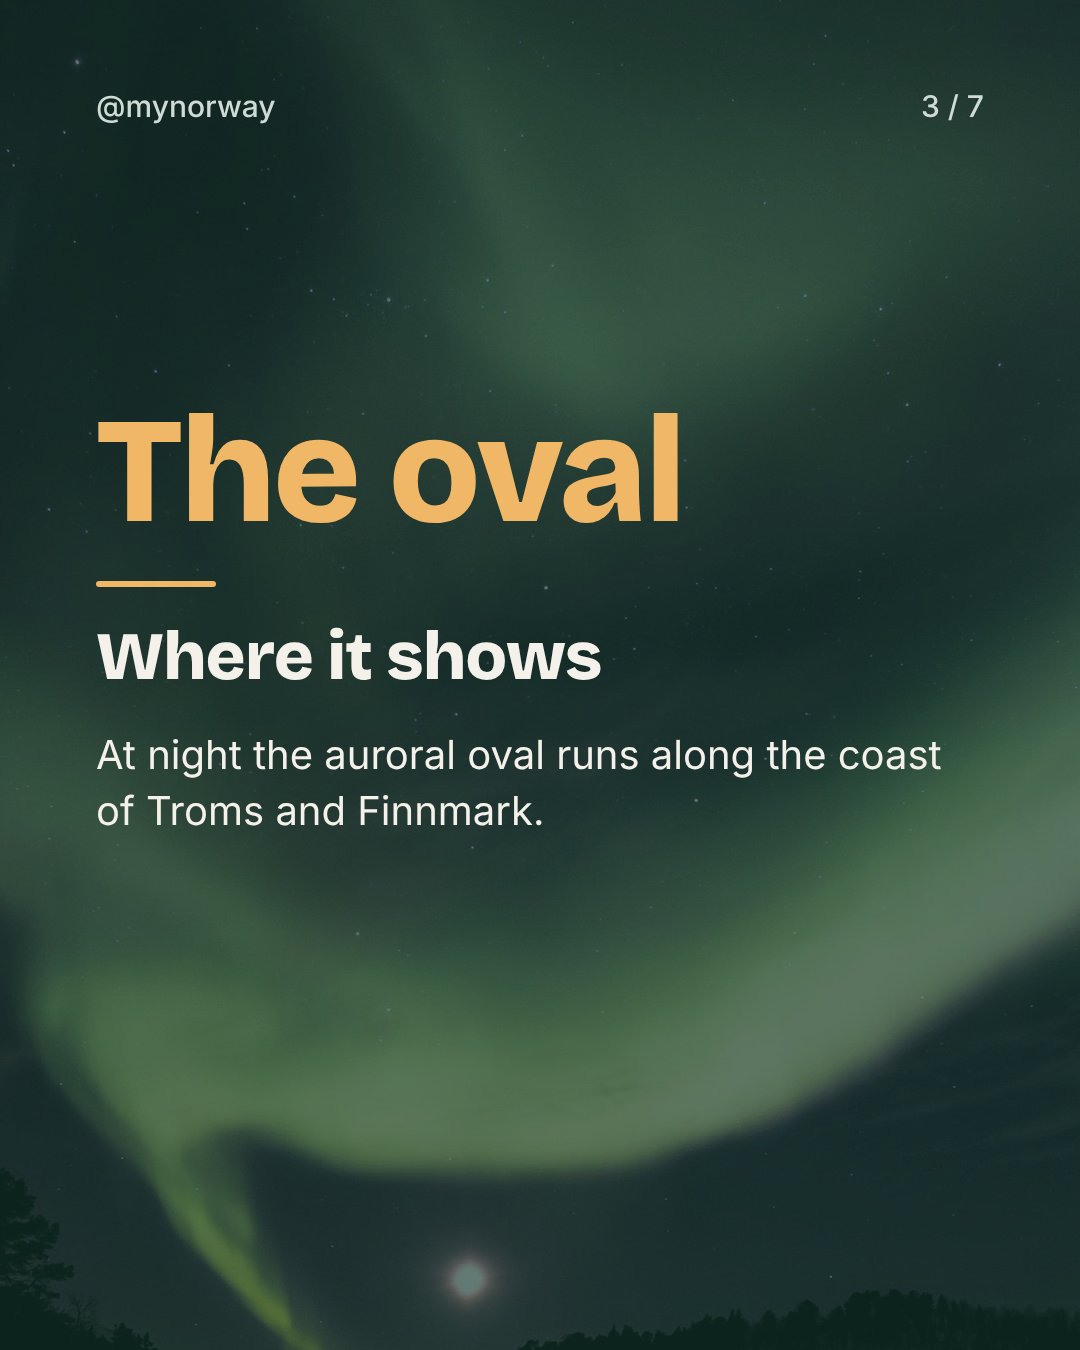 @mynorway
3 / 7
The oval
Where it shows
At night the auroral oval runs along the coast
of Troms and Finnmark.